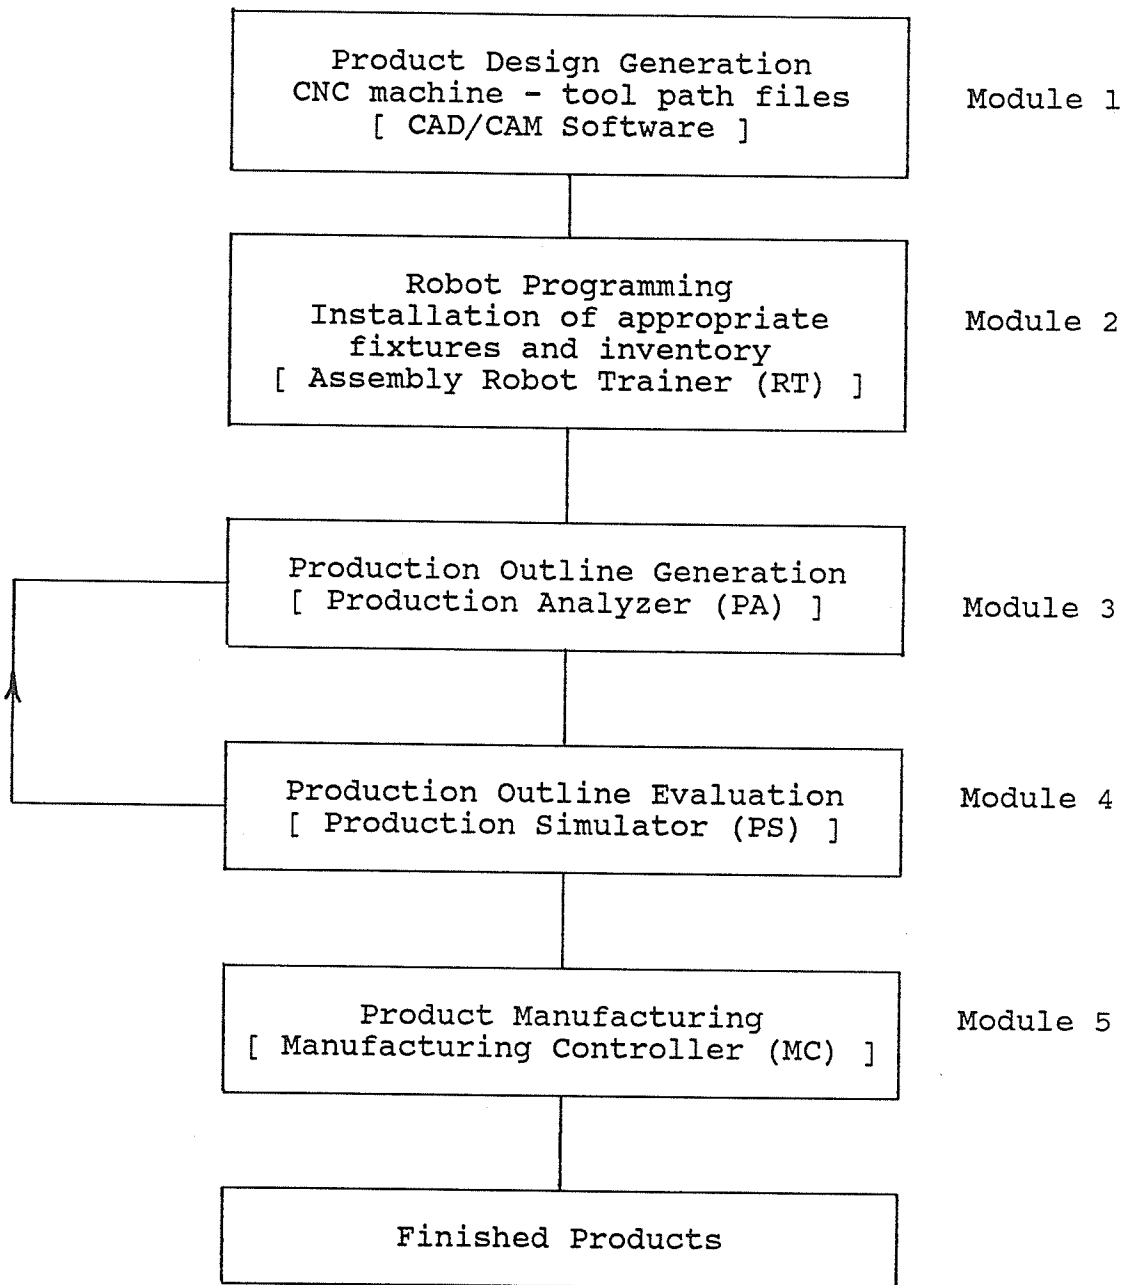 Product Design Generation
CNC machine - tool path files
[ CAD/CAM Software ]
Module 1
Robot Programming
Installation of appropriate
fixtures and inventory
[ Assembly Robot Trainer (RT) ]
Module 2
Production Outline Generation
[ Production Analyzer (PA) ]
Module 3
Production Outline Evaluation
[ Production Simulator (PS) ]
Module 4
Product Manufacturing
[ Manufacturing Controller (MC) ]
Module 5
Finished Products